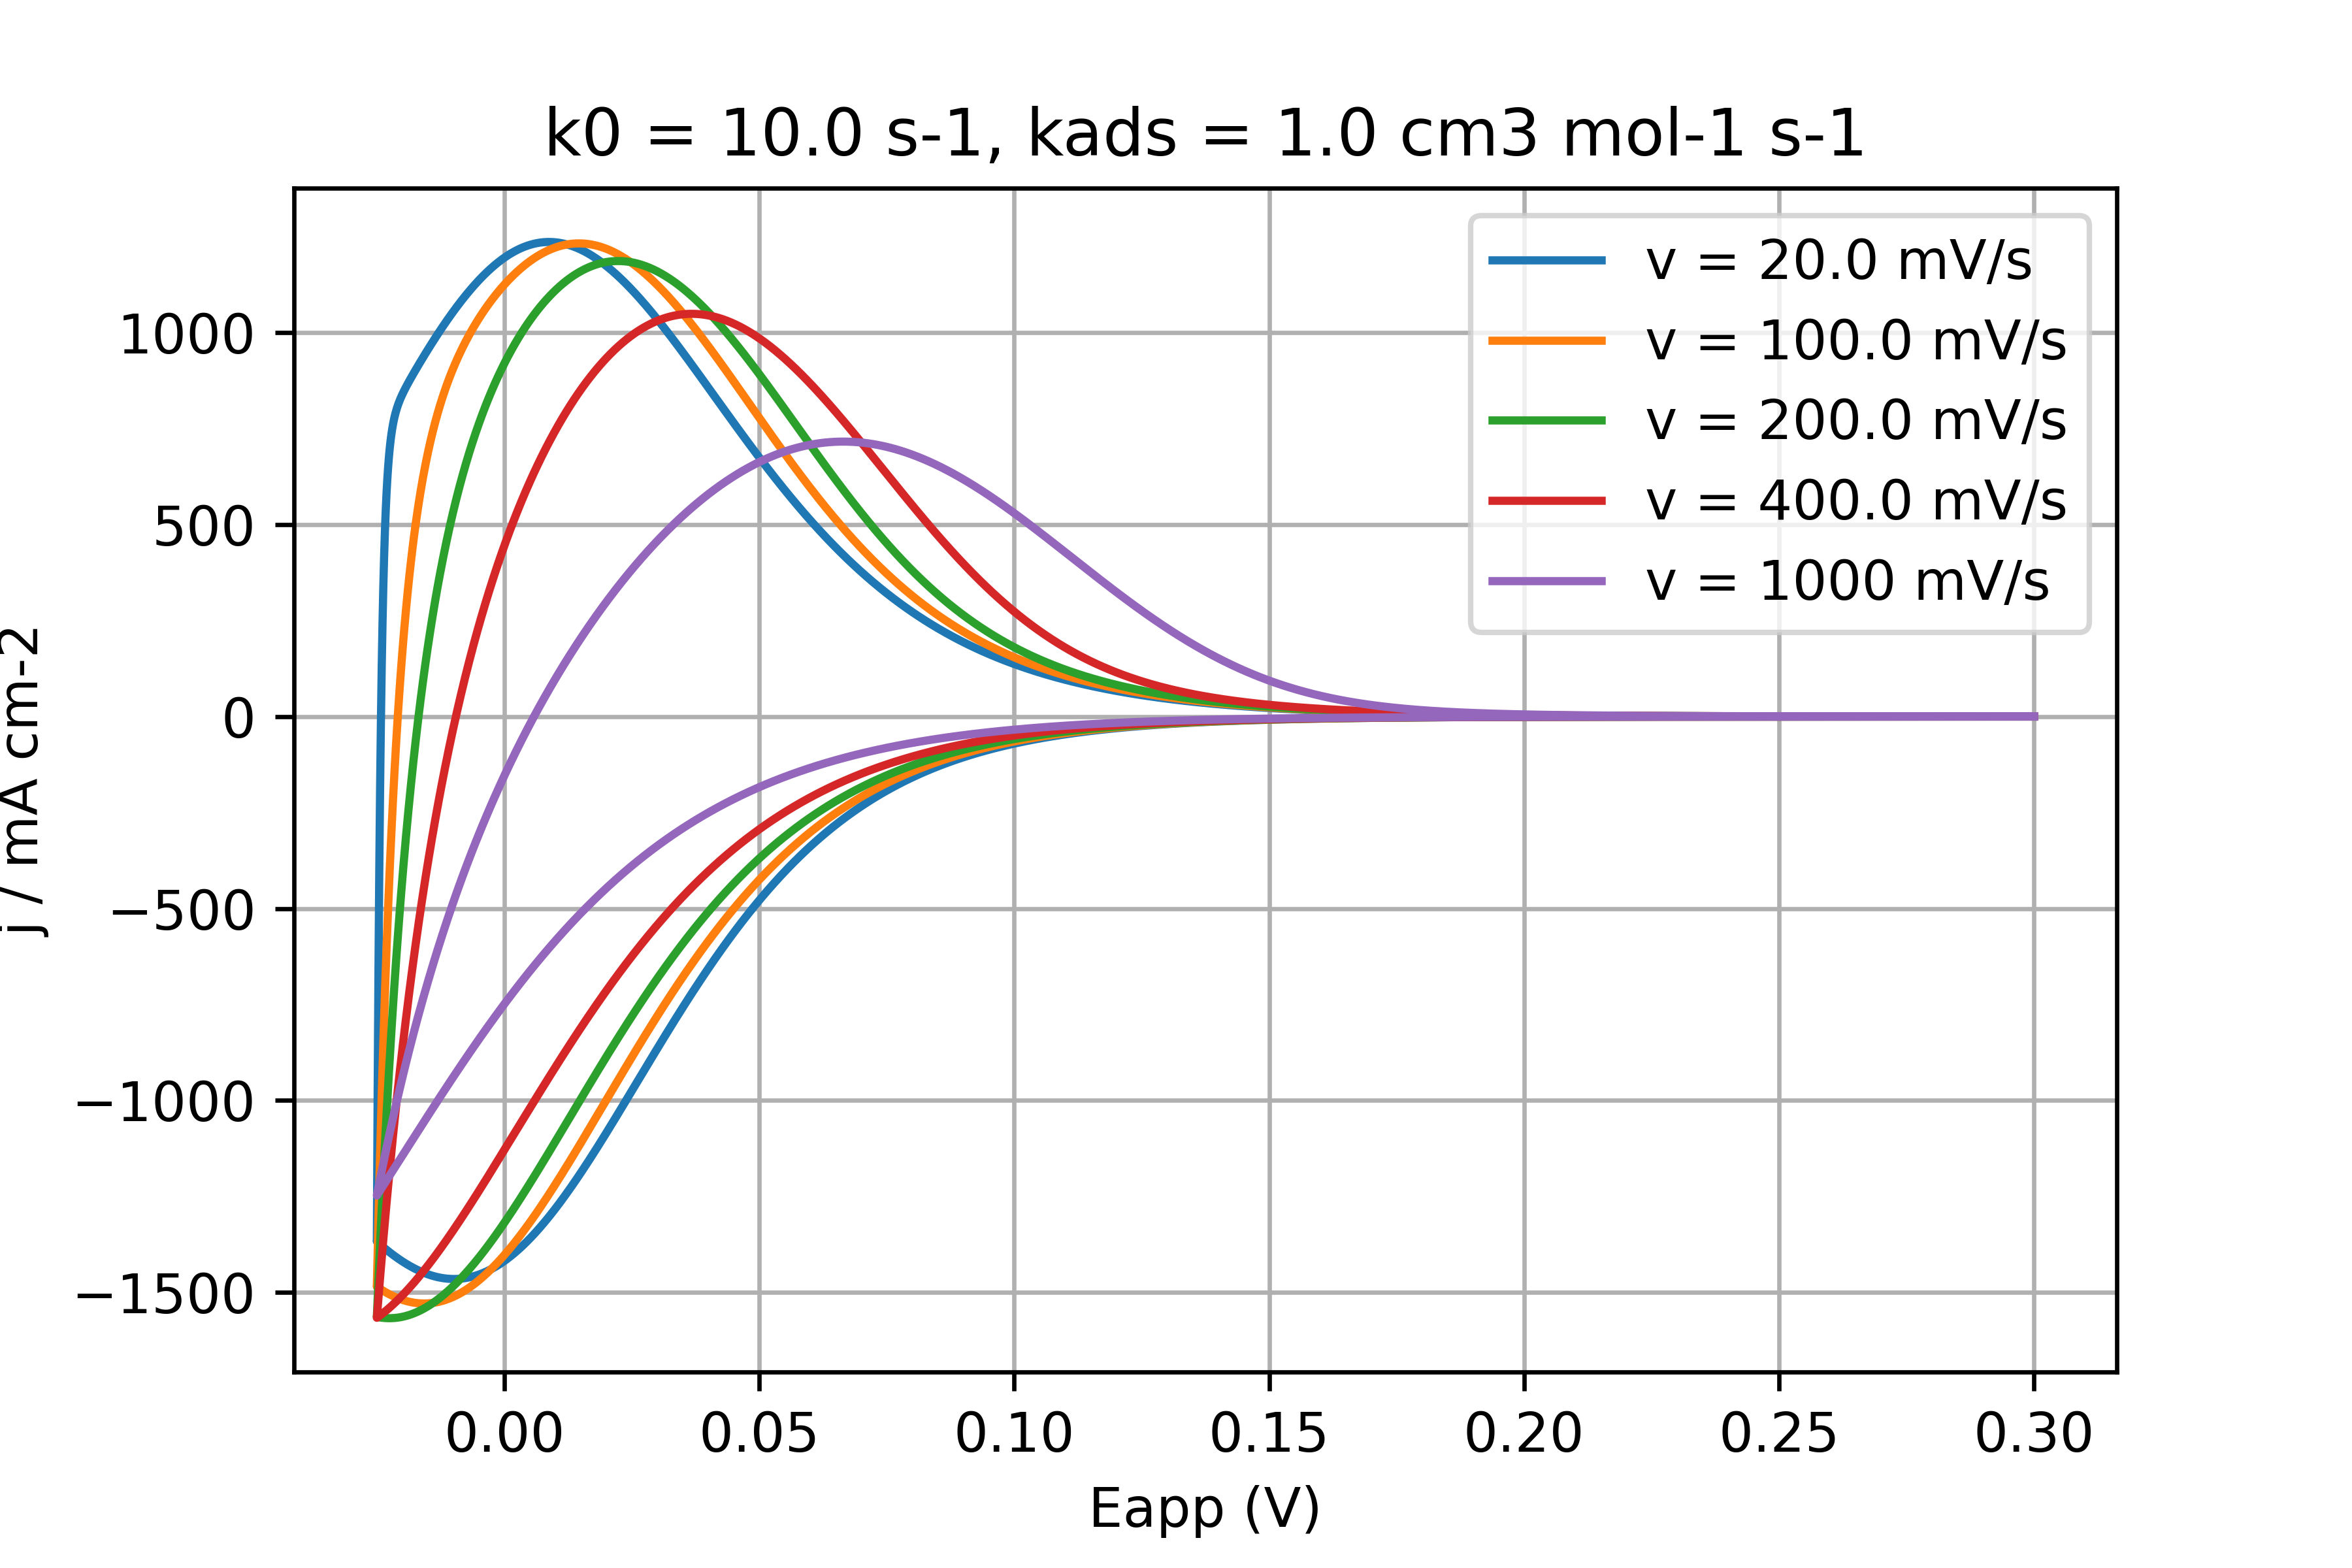 k0 = 10.0 s-1, kads = 1.0 cm3 mol-1 s-1
v = 20.0 mV/s
v = 100.0 mV/s
v = 200.0 mV/s
v = 400.0 mV/s
v = 1000 mV/s
1000
500
0
−500
−1000
−1500
j / mA cm-2
0.00 0.05 0.10 0.15 0.20 0.25 0.30
Eapp (V)